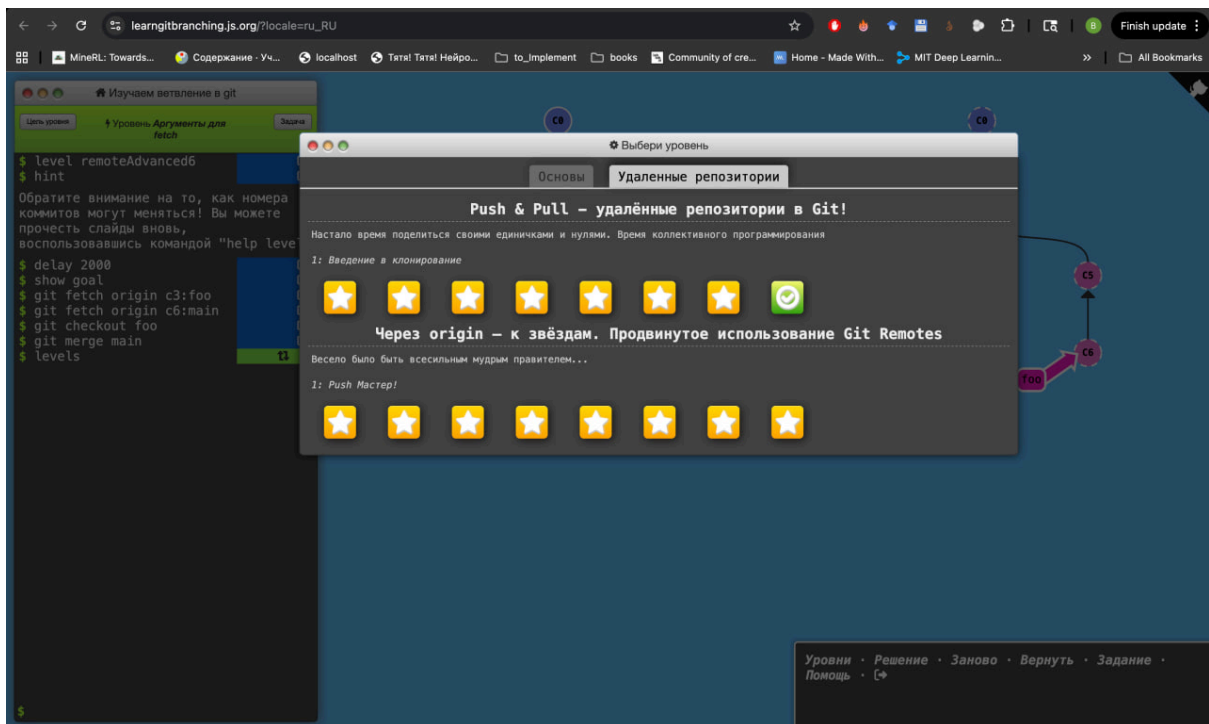 learngitbranching.js.org/?locale=ru_RU
Finish update
MineRL: Towards...
Содержание · Уч...
localhost
Тятя! Тятя! Нейро...
to_Implement
books
Community of cre...
Home - Made With...
MIT Deep Learnin...
»
All Bookmarks
Изучаем ветвление в git
Цель уровня
Уровень Аргументы для
fetch
Задача
$ level remoteAdvanced6
$ hint
Обратите внимание на то, как номера
коммитов могут меняться! Вы можете
прочесть слайды вновь,
воспользовавшись командой "help leve
$ delay 2000
$ show goal
$ git fetch origin c3:foo
$ git fetch origin c6:main
$ git checkout foo
$ git merge main
$ levels
$
C0
C0
Выбери уровень
Основы
Удаленные репозитории
Push & Pull – удалённые репозитории в Git!
Настало время поделиться своими единичками и нулями. Время коллективного программирования
1: Введение в клонирование
Через origin – к звёздам. Продвинутое использование Git Remotes
Весело было быть всесильным мудрым правителем...
1: Push Мастер!
C5
C6
foo
Уровни · Решение · Заново · Вернуть · Задание ·
Помощь ·